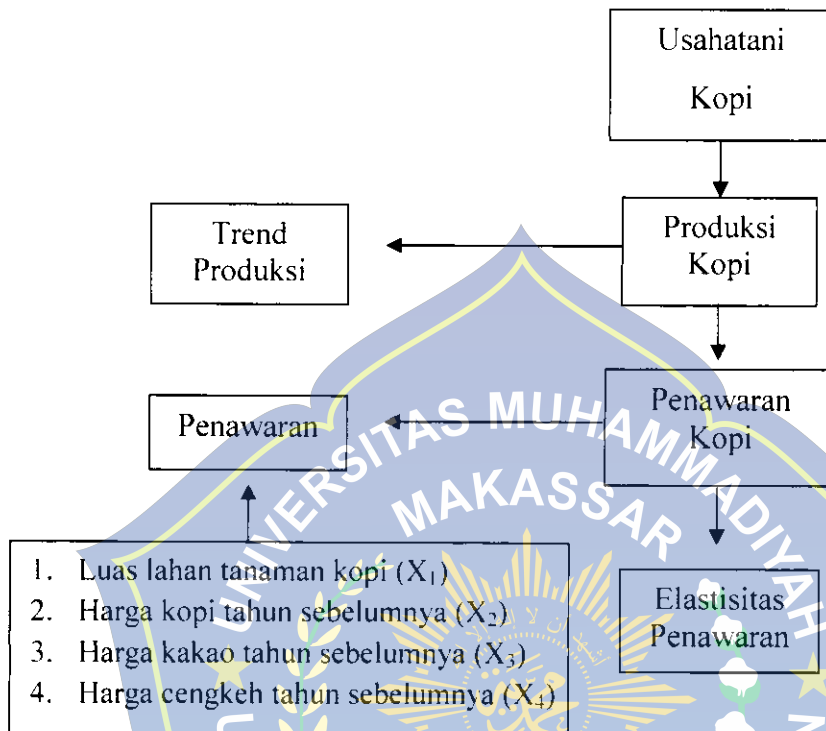 Usahatani
Kopi
Trend
Produksi
Produksi
Kopi
Penawaran
Penawaran
Kopi
UNIVERSITAS MUHAMMADIYAH
MAKASSAR
1. Luas lahan tanaman kopi (X₁)
2. Harga kopi tahun sebelumnya (X₂)
3. Harga kakao tahun sebelumnya (X₃)
4. Harga cengkeh tahun sebelumnya (X₄)
Elastisitas
Penawaran